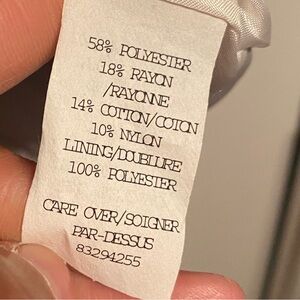 58% POLYESTER
18% RAYON
/RAYONNE
14% COTTON/COTON
10% NYLON
LINING/DOUBLURE
100% POLYESTER
CARE OVER/SOIGNER
PAR-DESSUS
83294255